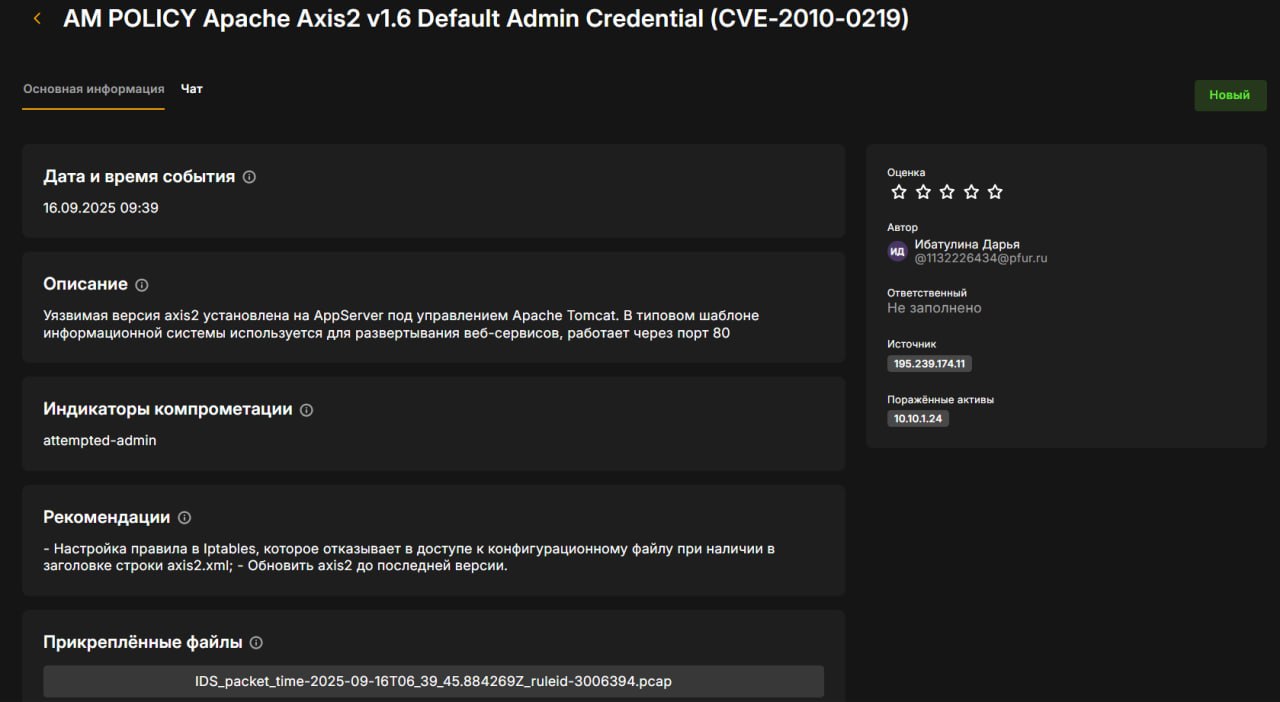 AM POLICY Apache Axis2 v1.6 Default Admin Credential (CVE-2010-0219)
Основная информация
Чат
Новый
Дата и время события
16.09.2025 09:39
Описание
Уязвимая версия axis2 установлена на AppServer под управлением Apache Tomcat. В типовом шаблоне
информационной системы используется для развертывания веб-сервисов, работает через порт 80
Индикаторы компрометации
attempted-admin
Рекомендации
- Настройка правила в Iptables, которое отказывает в доступе к конфигурационному файлу при наличии в
заголовке строки axis2.xml; - Обновить axis2 до последней версии.
Прикреплённые файлы
IDS_packet_time-2025-09-16T06_39_45.884269Z_ruleid-3006394.pcap
Оценка
Автор
ИД
Ибатулина Дарья
@1132226434@pfur.ru
Ответственный
Не заполнено
Источник
195.239.174.11
Поражённые активы
10.10.1.24